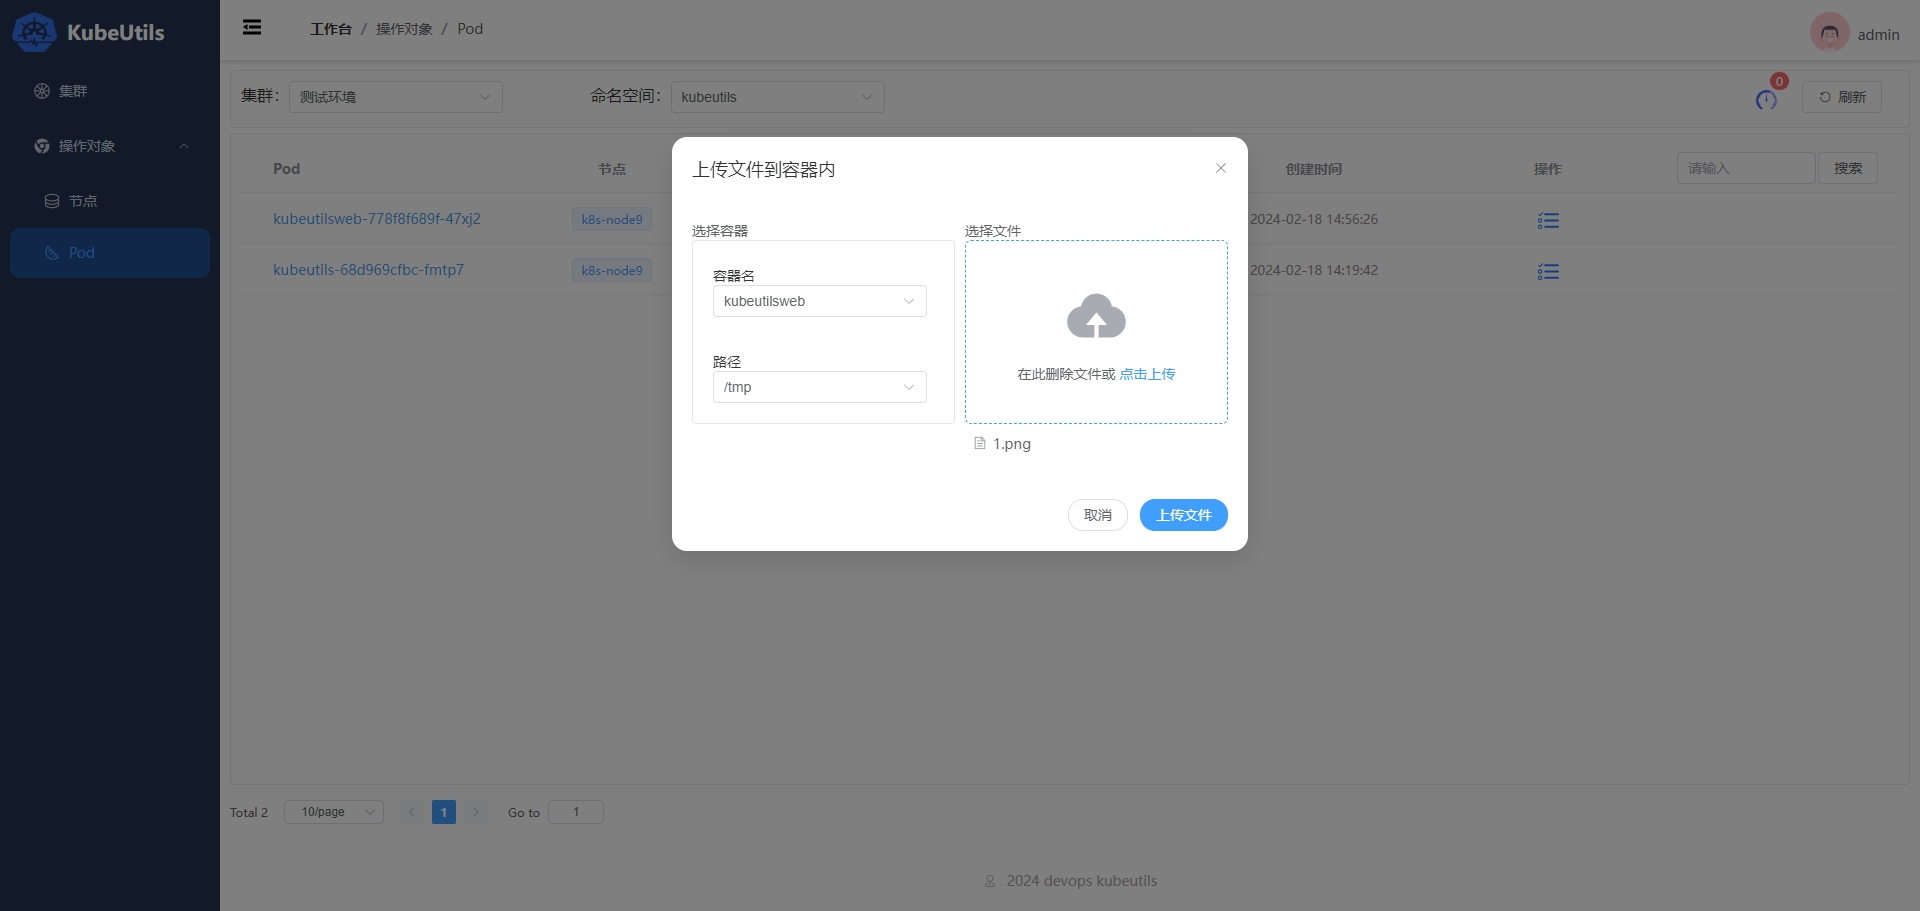 KubeUtils
工作台 / 操作对象 / Pod
admin
集群
操作对象
节点
Pod
集群：
测试环境
命名空间：
kubeutils
0
刷新
Pod
节点
创建时间
操作
请输入
搜索
kubeutilsweb-778f8f689f-47xj2
k8s-node9
2024-02-18 14:56:26
kubeutils-68d969cfbc-fmtp7
k8s-node9
2024-02-18 14:19:42
上传文件到容器内
选择容器
容器名
kubeutilsweb
路径
/tmp
选择文件
在此删除文件或 点击上传
1.png
取消
上传文件
Total 2
10/page
1
Go to
1
2024 devops kubeutils